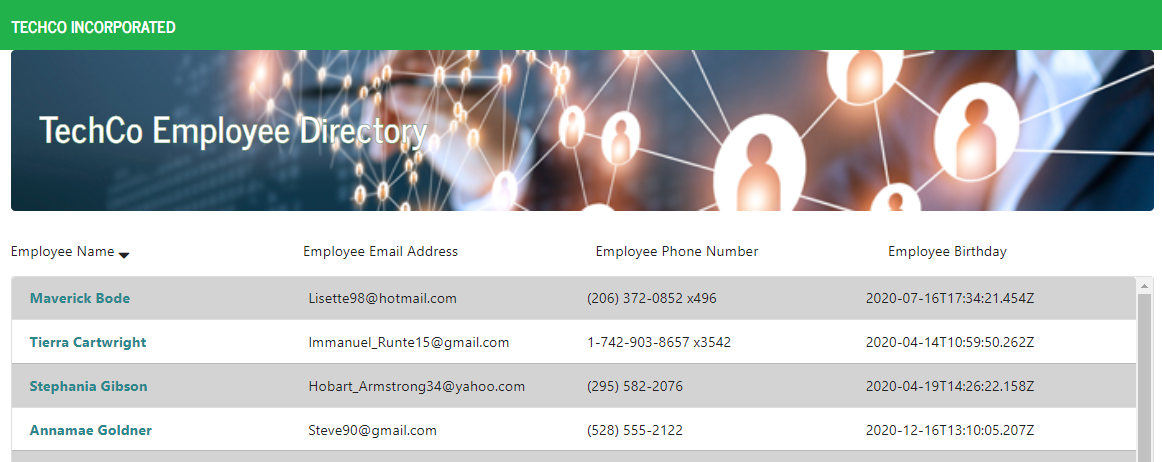 TECHCO INCORPORATED
TechCo Employee Directory
Employee Name Employee Email Address Employee Phone Number Employee Birthday
Maverick Bode Lisette98@hotmail.com (206) 372-0852 x496 2020-07-16T17:34:21.454Z
Tierra Cartwright Immanuel_Runte15@gmail.com 1-742-903-8657 x3542 2020-04-14T10:59:50.262Z
Stephania Gibson Hobart_Armstrong34@yahoo.com (295) 582-2076 2020-04-19T14:26:22.158Z
Annamae Goldner Steve90@gmail.com (528) 555-2122 2020-12-16T13:10:05.207Z